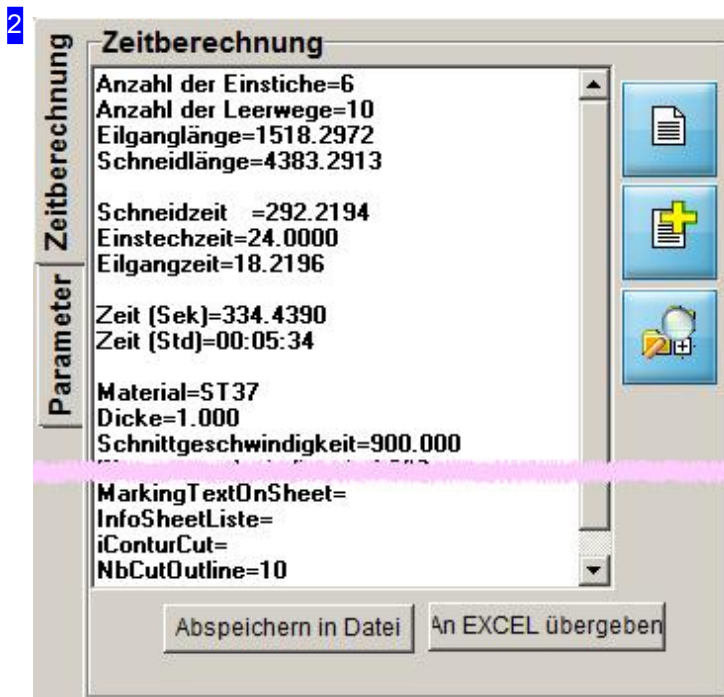 2
Zeitberechnung
Zeitberechnung
Parameter
Anzahl der Einstiche=6
Anzahl der Leerwege=10
Eilganglänge=1518.2972
Schneidlänge=4383.2913
Schneidzeit =292.2194
Einstechzeit=24.0000
Eilgangzeit=18.2196
Zeit (Sek)=334.4390
Zeit (Std)=00:05:34
Material=ST37
Dicke=1.000
Schnittgeschwindigkeit=900.000
MarkingTextOnSheet=
InfoSheetListe=
iConturCut=
NbCutOutline=10
Abspeichern in Datei
An EXCEL übergeben